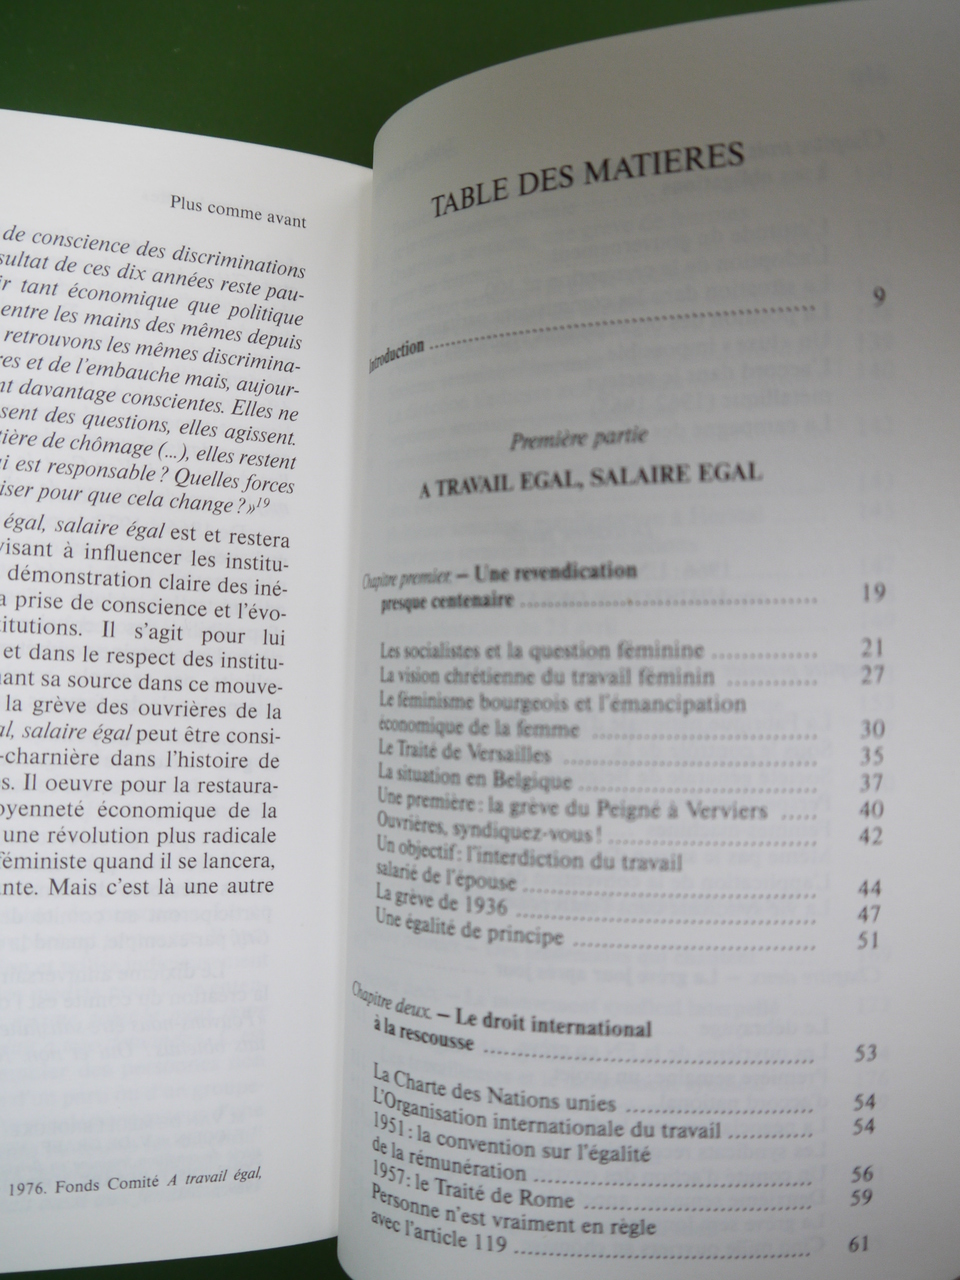 Plus comme avant
de conscience des discriminations
sultat de ces dix années reste pau-
ir tant économique que politique
entre les mains des mêmes depuis
retrouvons les mêmes discrimina-
res et de l'embauche mais, aujour-
nt davantage conscientes. Elles ne
sent des questions, elles agissent.
tière de chômage (...), elles restent
ui est responsable ? Quelles forces
iser pour que cela change ?»19
égal, salaire égal est et restera
visant à influencer les institu-
démonstration claire des iné-
a prise de conscience et l'évo-
titutions. Il s'agit pour lui
et dans le respect des institu-
nant sa source dans ce mouve-
la grève des ouvrières de la
al, salaire égal peut être consi-
-charnière dans l'histoire de
es. Il oeuvre pour la restaura-
oyenneté économique de la
une révolution plus radicale
féministe quand il se lancera,
ante. Mais c'est là une autre
1976. Fonds Comité A travail égal,
TABLE DES MATIERES
Introduction .......... 9
Première partie
A TRAVAIL EGAL, SALAIRE EGAL
Chapitre premier. – Une revendication
presque centenaire .......... 19
Les socialistes et la question féminine .......... 21
La vision chrétienne du travail féminin .......... 27
Le féminisme bourgeois et l'émancipation
économique de la femme .......... 30
Le Traité de Versailles .......... 35
La situation en Belgique .......... 37
Une première : la grève du Peigné à Verviers ..... 40
Ouvrières, syndiquez-vous ! .......... 42
Un objectif : l'interdiction du travail
salarié de l'épouse .......... 44
La grève de 1936 .......... 47
Une égalité de principe .......... 51
Chapitre deux. – Le droit international
à la rescousse .......... 53
La Charte des Nations unies .......... 54
L'Organisation internationale du travail .......... 54
1951 : la convention sur l'égalité
de la rémunération .......... 56
1957 : le Traité de Rome .......... 59
Personne n'est vraiment en règle
avec l'article 119 .......... 61